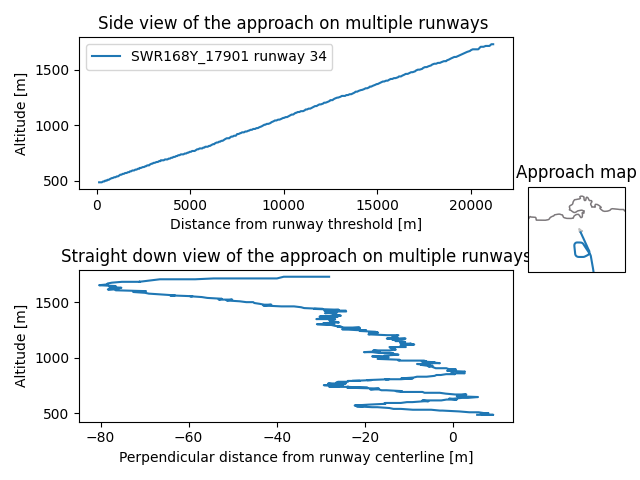 Side view of the approach on multiple runways
SWR168Y_17901 runway 34
Altitude [m]
1500
1000
500
0 5000 10000 15000 20000
Distance from runway threshold [m]
Approach map
Straight down view of the approach on multiple runways
Altitude [m]
1500
1000
500
−80 −60 −40 −20 0
Perpendicular distance from runway centerline [m]